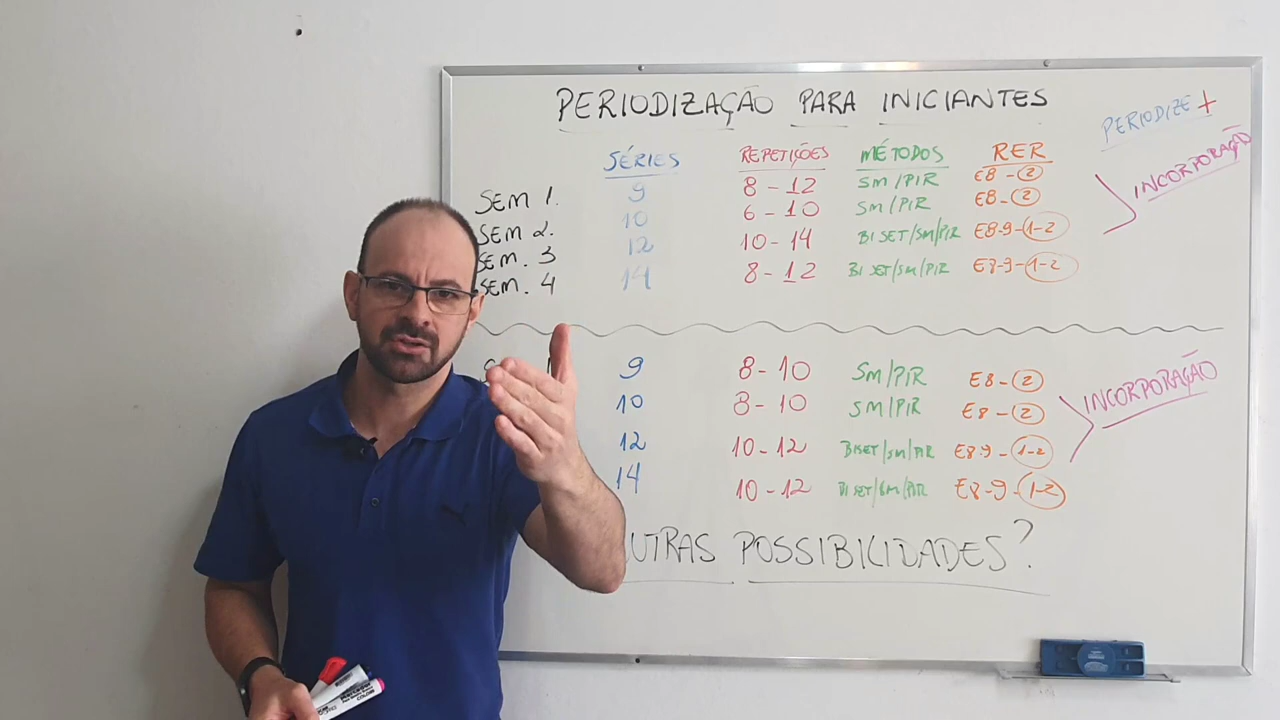 PERIODIZAÇÃO PARA INICIANTES
PERIODIZE +
INCORPORAÇÃO
SÉRIES REPETIÇÕES MÉTODOS RER
SEM 1. 9 8 - 12 SM/PIR E8 - 2
SEM 2. 10 6 - 10 SM/PIR E8 - 2
SEM. 3 12 10 - 14 BI SET/SM/PIR E8-9-1-2
SEM. 4 14 8 - 12 BI SET/SM/PIR E8-9-1-2
9 8 - 10 SM/PIR E8 - 2
10 8 - 10 SM/PIR E8 - 2
12 10 - 12 BISET/SM/PIR E8-9 - 1-2
14 10 - 12 BI SET/SM/PIR E8-9-1-2
INCORPORAÇÃO
UTRAS POSSIBILIDADES?